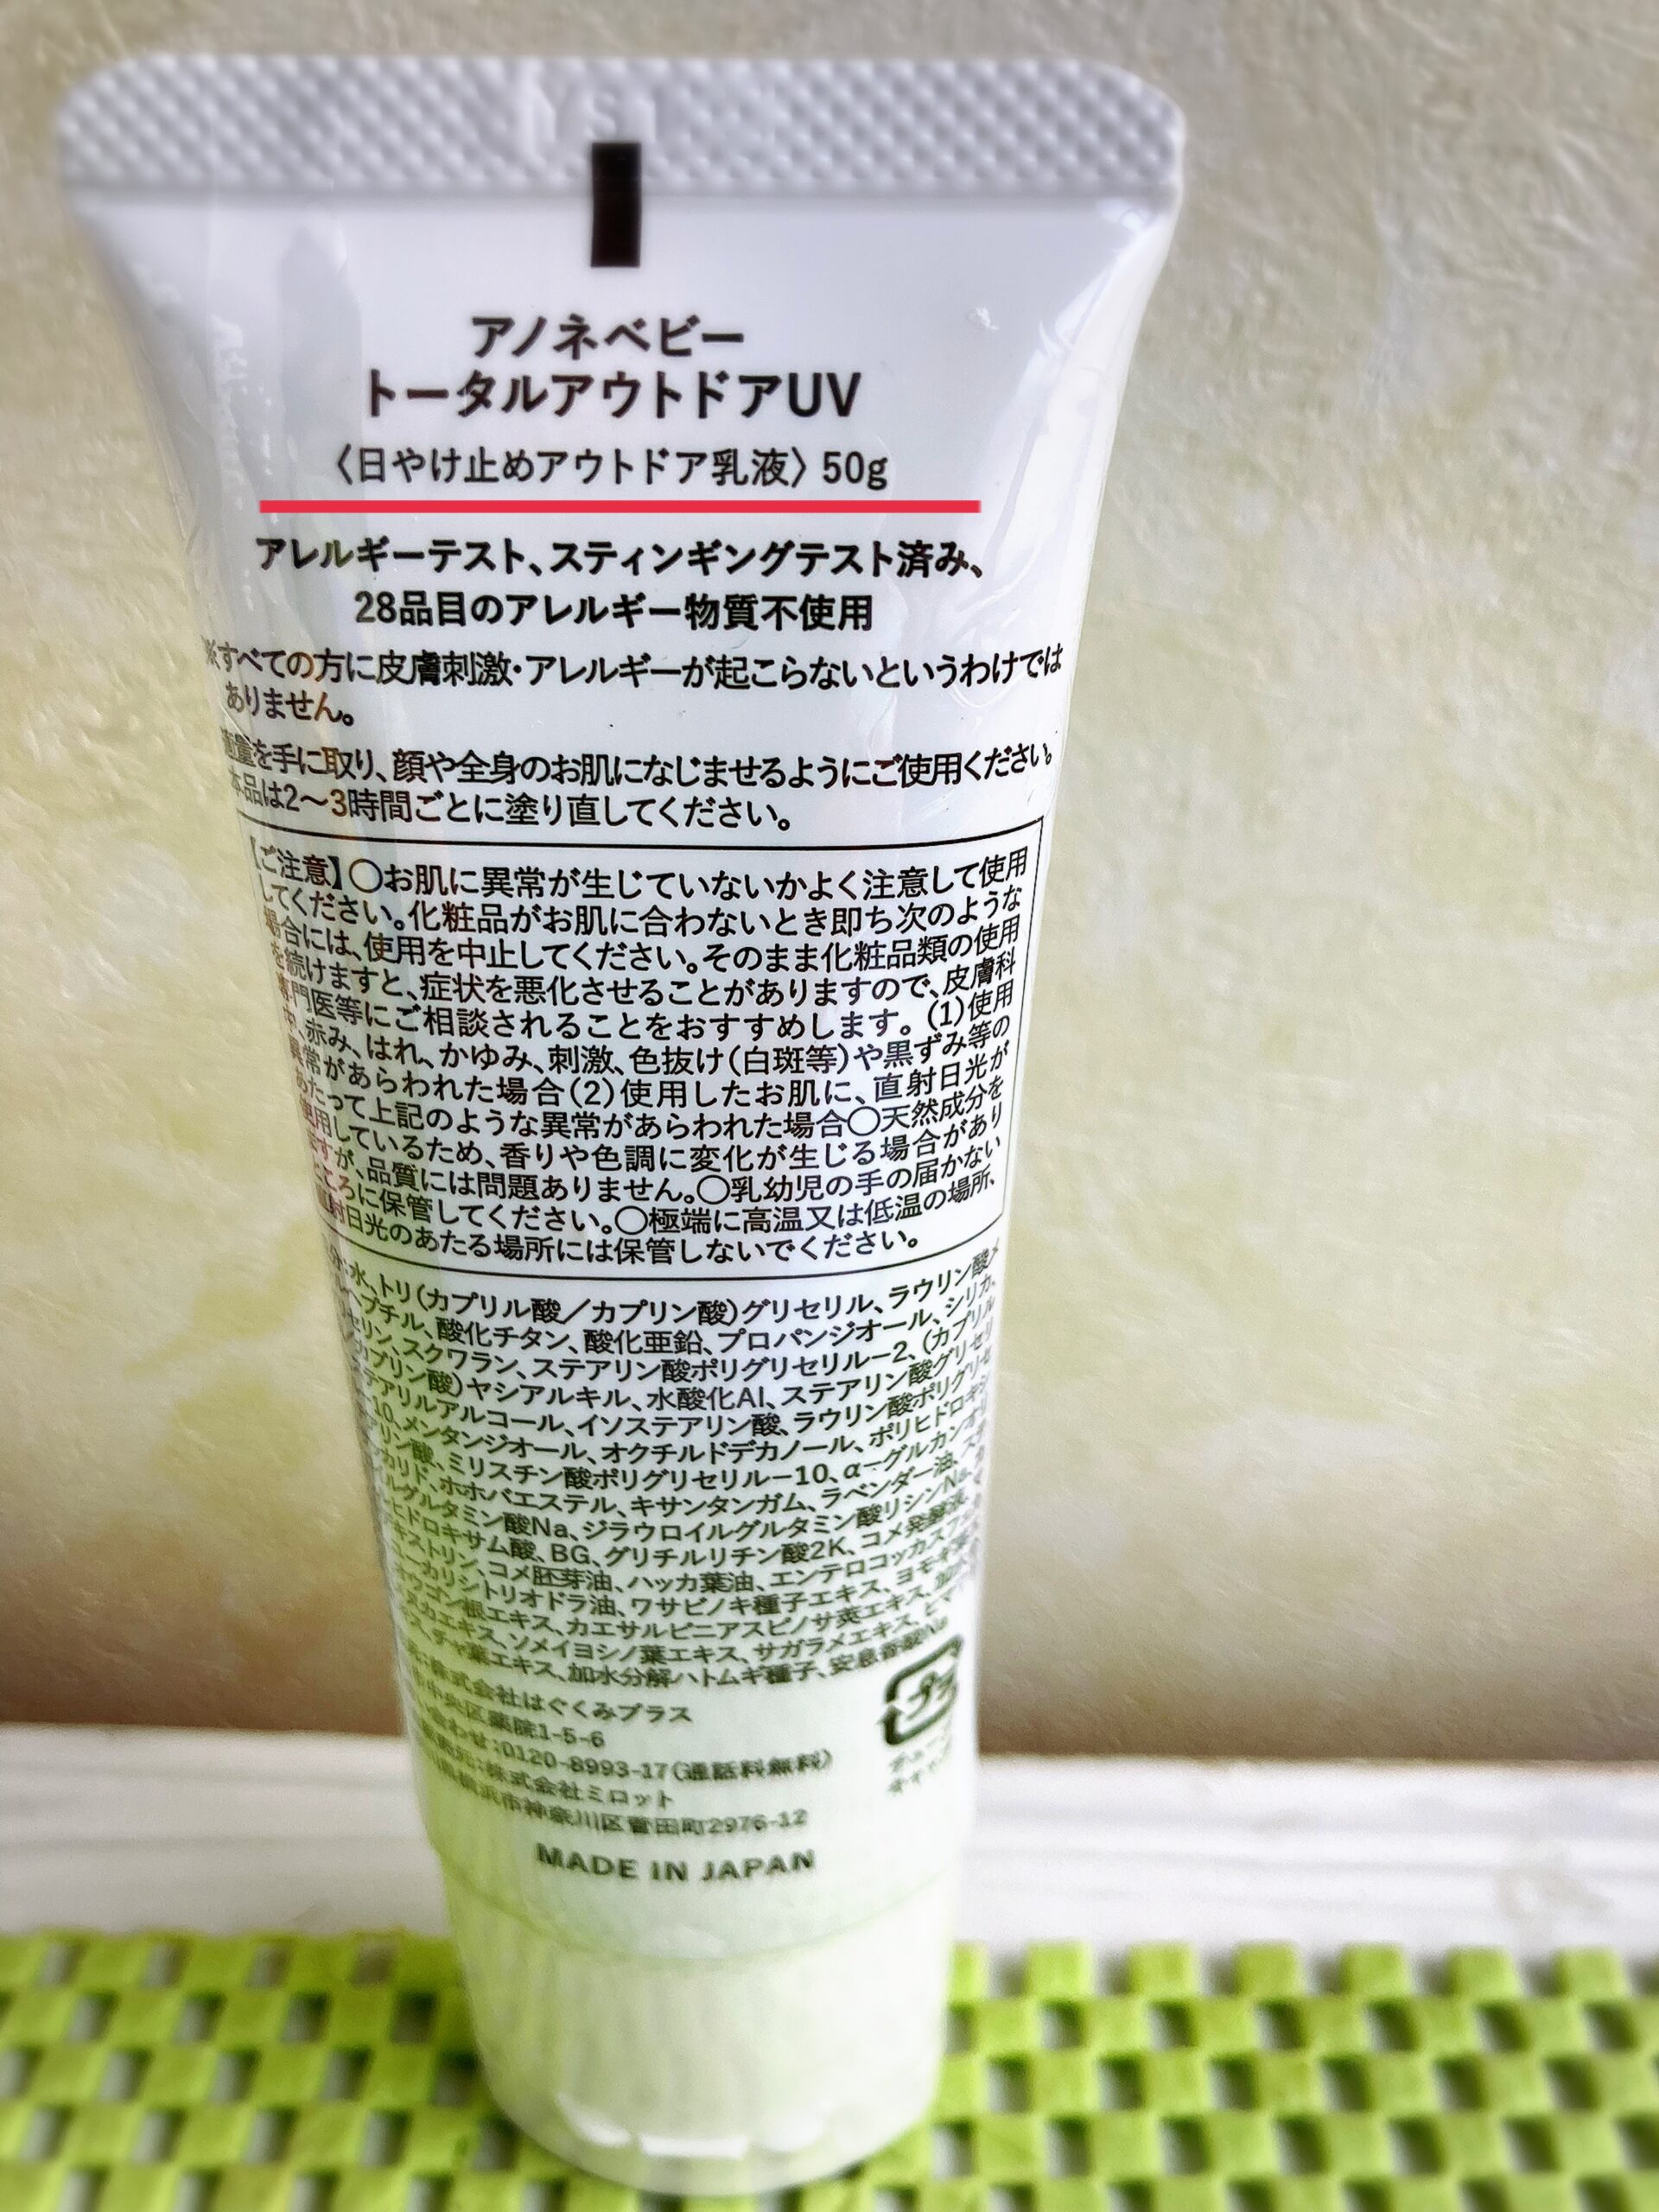 アノネベビー
トータルアウトドアUV
〈日やけ止めアウトドア乳液〉50g
アレルギーテスト、スティンギングテスト済み、
28品目のアレルギー物質不使用
※すべての方に皮膚刺激・アレルギーが起こらないというわけでは
ありません。
適量を手に取り、顔や全身のお肌になじませるようにご使用ください。
本品は2〜3時間ごとに塗り直してください。
【ご注意】〇お肌に異常が生じていないかよく注意して使用
してください。化粧品がお肌に合わないとき即ち次のような
場合には、使用を中止してください。そのまま化粧品類の使用
を続けますと、症状を悪化させることがありますので、皮膚科
専門医等にご相談されることをおすすめします。(1)使用
中、赤み、はれ、かゆみ、刺激、色抜け(白斑等)や黒ずみ等の
異常があらわれた場合(2)使用したお肌に、直射日光が
あたって上記のような異常があらわれた場合〇天然成分を
使用しているため、香りや色調に変化が生じる場合があり
ますが、品質には問題ありません。〇乳幼児の手の届かない
ところに保管してください。〇極端に高温又は低温の場所、
直射日光のあたる場所には保管しないでください。
水、トリ(カプリル酸/カプリン酸)グリセリル、ラウリン酸メ
ヘプチル、酸化チタン、酸化亜鉛、プロパンジオール、シリカ、
セリン、スクワラン、ステアリン酸ポリグリセリル-2、(カプリル
カプリン酸)ヤシアルキル、水酸化Al、ステアリン酸グリセリ
テアリルアルコール、イソステアリン酸、ラウリン酸ポリグリセ
10、メンタンジオール、オクチルドデカノール、ポリヒドロキシ
リン酸、ミリスチン酸ポリグリセリル-10、α-グルカンオリ
カリド、ホホバエステル、キサンタンガム、ラベンダー油、
グルタミン酸Na、ジラウロイルグルタミン酸リシンNa、
ヒドロキサム酸、BG、グリチルリチン酸2K、コメ発酵液、
キストリン、コメ胚芽油、ハッカ葉油、エンテロコッカスフェ
ユーカリシトリオドラ油、ワサビノキ種子エキス、ヨモギ
オウゴン根エキス、カエサルピニアスピノサ莢エキス、
ヌカエキス、ソメイヨシノ葉エキス、サガラメエキス、
チャ葉エキス、加水分解ハトムギ種子、安息香酸Na
株式会社はぐくみプラス
市中央区薬院1-5-6
合わせ:0120-8993-17(通話料無料)
株式会社ミロット
横浜市神奈川区菅田町2976-12
MADE IN JAPAN
プラ